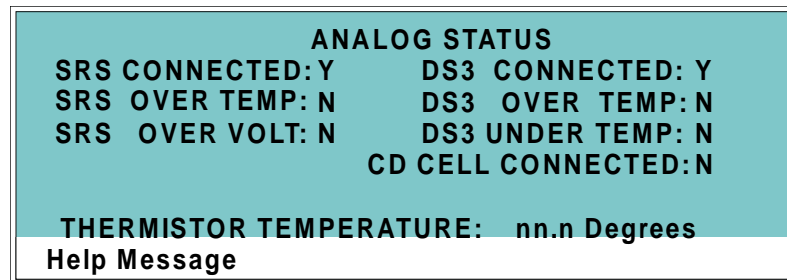 ANALOG STATUS
SRS CONNECTED: Y DS3 CONNECTED: Y
SRS OVER TEMP: N DS3 OVER TEMP: N
SRS OVER VOLT: N DS3 UNDER TEMP: N
CD CELL CONNECTED: N
THERMISTOR TEMPERATURE: nn.n Degrees
Help Message